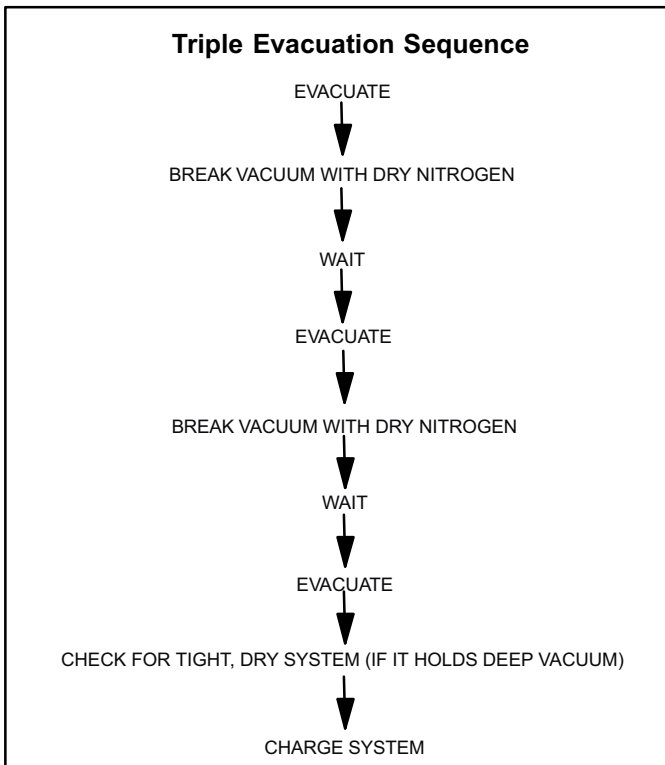 Triple Evacuation Sequence
EVACUATE
BREAK VACUUM WITH DRY NITROGEN
WAIT
EVACUATE
BREAK VACUUM WITH DRY NITROGEN
WAIT
EVACUATE
CHECK FOR TIGHT, DRY SYSTEM (IF IT HOLDS DEEP VACUUM)
CHARGE SYSTEM